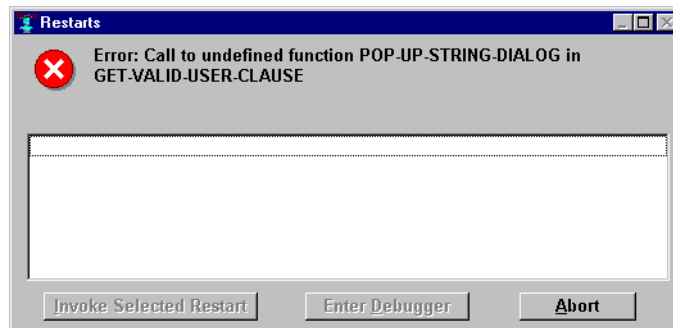 Restarts
Error: Call to undefined function POP-UP-STRING-DIALOG in
GET-VALID-USER-CLAUSE
Invoke Selected Restart
Enter Debugger
Abort